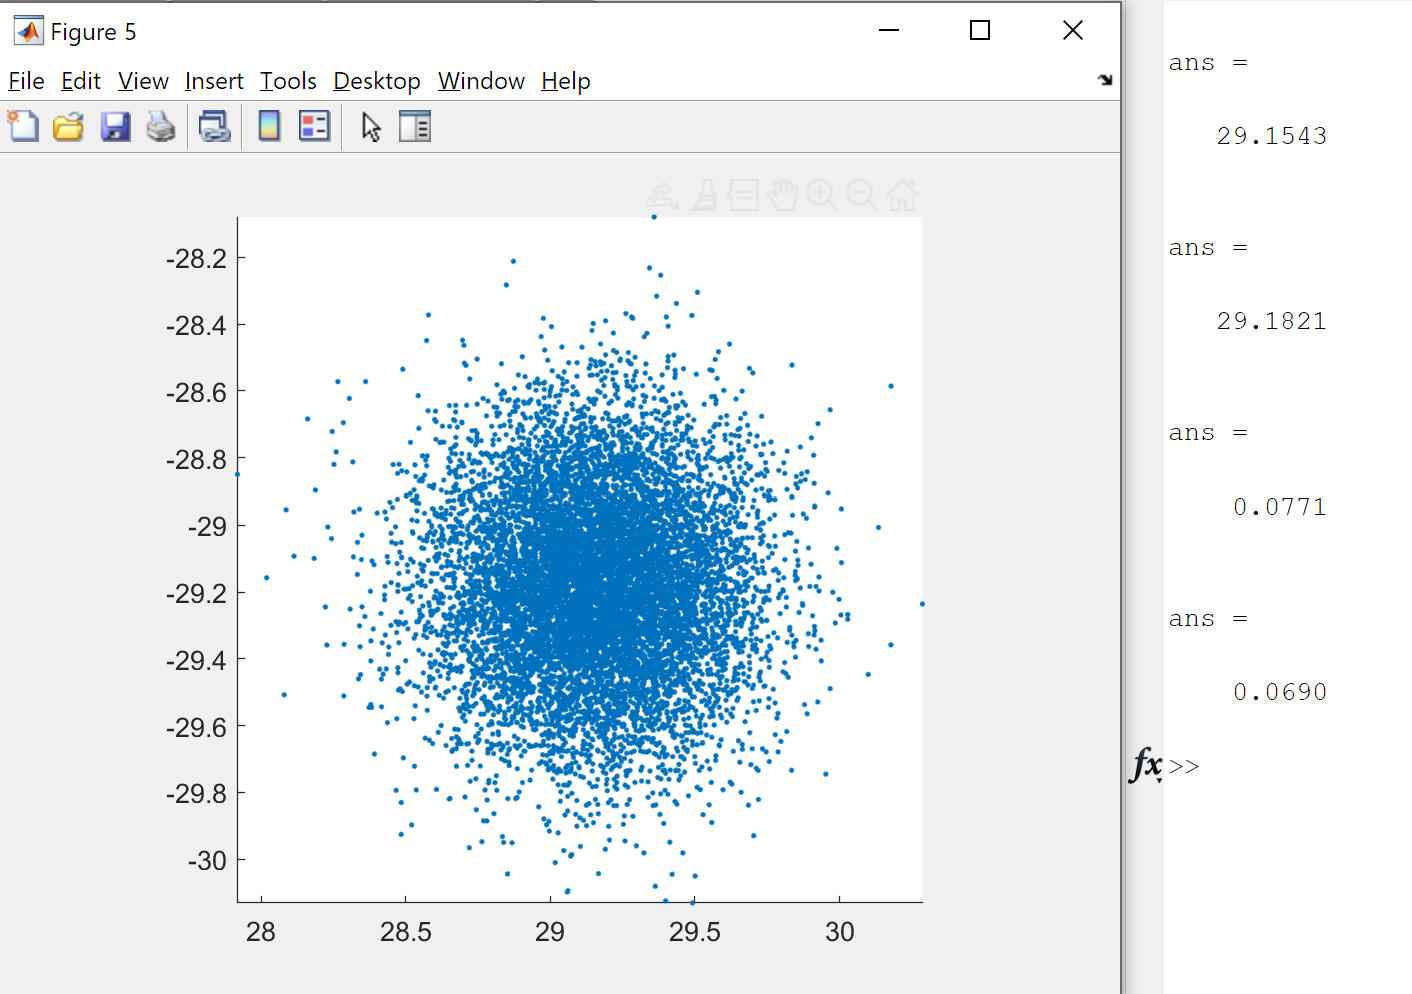 Figure 5
File Edit View Insert Tools Desktop Window Help
-28.2
-28.4
-28.6
-28.8
-29
-29.2
-29.4
-29.6
-29.8
-30
28 28.5 29 29.5 30
ans =
29.1543
ans =
29.1821
ans =
0.0771
ans =
0.0690
fx >>